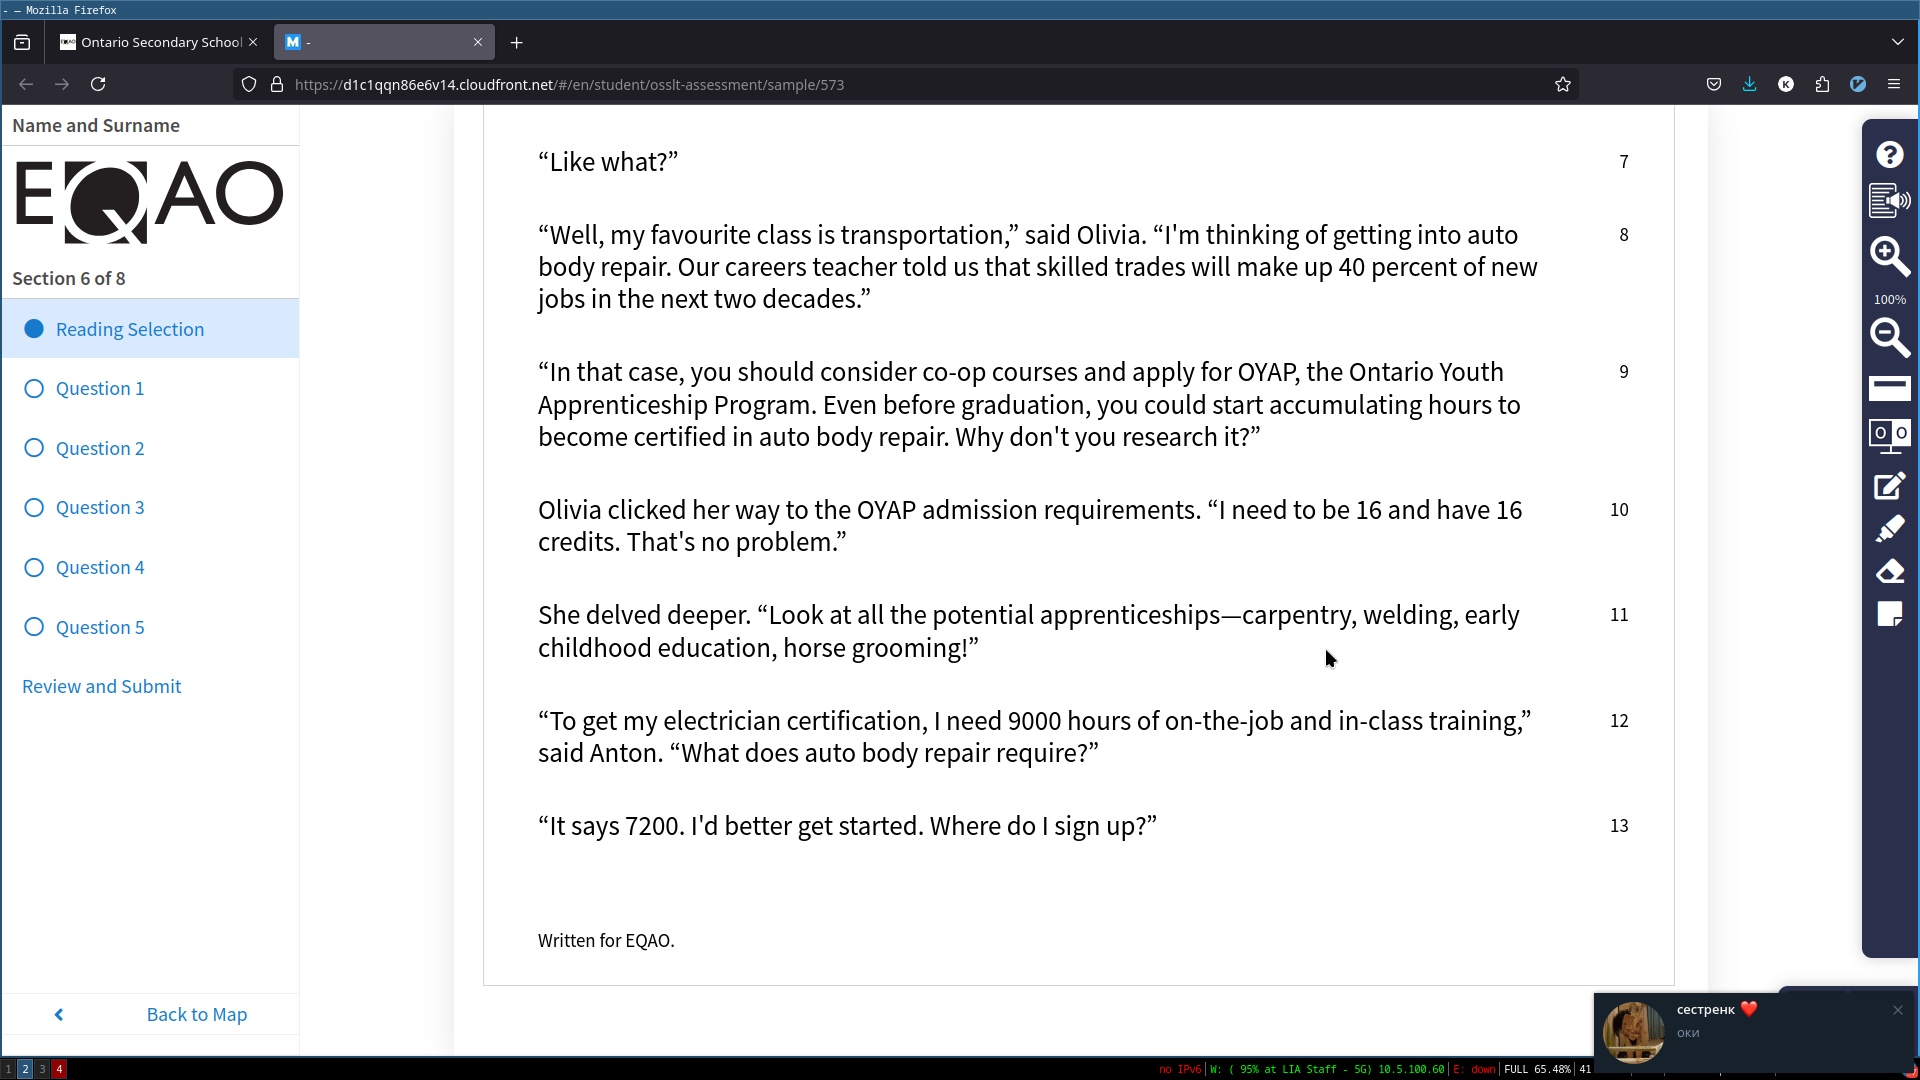 - — Mozilla Firefox
EQAO
Ontario Secondary School
M -
https://d1c1qqn86e6v14.cloudfront.net/#/en/student/osslt-assessment/sample/573
K
Name and Surname
EQAO
Section 6 of 8
Reading Selection
Question 1
Question 2
Question 3
Question 4
Question 5
Review and Submit
Back to Map
“Like what?” 7
“Well, my favourite class is transportation,” said Olivia. “I'm thinking of getting into auto 8
body repair. Our careers teacher told us that skilled trades will make up 40 percent of new
jobs in the next two decades.”
“In that case, you should consider co-op courses and apply for OYAP, the Ontario Youth 9
Apprenticeship Program. Even before graduation, you could start accumulating hours to
become certified in auto body repair. Why don't you research it?”
Olivia clicked her way to the OYAP admission requirements. “I need to be 16 and have 16 10
credits. That's no problem.”
She delved deeper. “Look at all the potential apprenticeships—carpentry, welding, early 11
childhood education, horse grooming!”
“To get my electrician certification, I need 9000 hours of on-the-job and in-class training,” 12
said Anton. “What does auto body repair require?”
“It says 7200. I'd better get started. Where do I sign up?” 13
Written for EQAO.
?
100%
O O
сестренк ❤️
оки
1 2 3 4
no IPv6 | W: ( 95% at LIA Staff - 5G) 10.5.100.60 | E: down | FULL 65.48% | 41